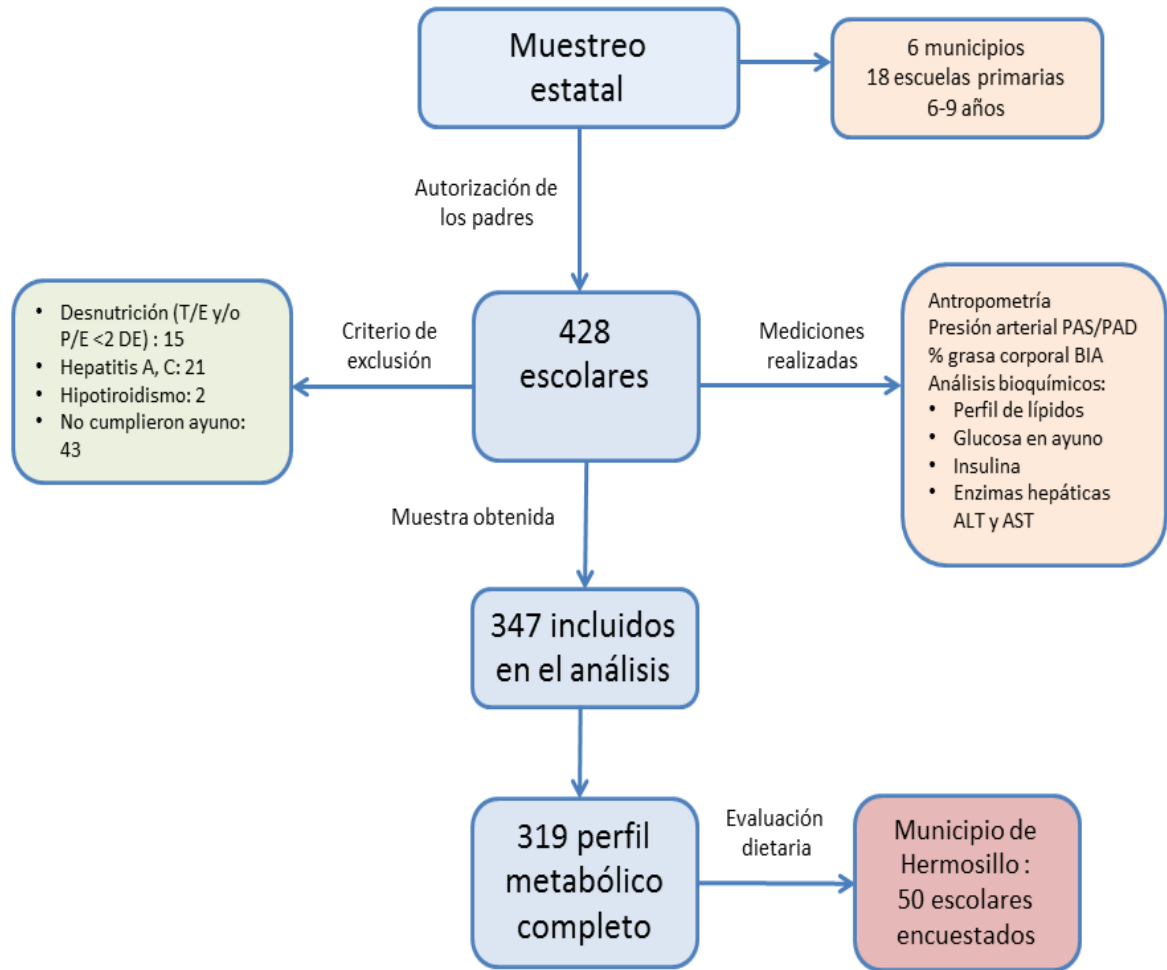 Muestreo
estatal
6 municipios
18 escuelas primarias
6-9 años
Autorización de
los padres
• Desnutrición (T/E y/o
P/E <2 DE) : 15
• Hepatitis A, C: 21
• Hipotiroidismo: 2
• No cumplieron ayuno:
43
Criterio de
exclusión
428
escolares
Mediciones
realizadas
Antropometría
Presión arterial PAS/PAD
% grasa corporal BIA
Análisis bioquímicos:
• Perfil de lípidos
• Glucosa en ayuno
• Insulina
• Enzimas hepáticas
ALT y AST
Muestra obtenida
347 incluidos
en el análisis
319 perfil
metabólico
completo
Evaluación
dietaria
Municipio de
Hermosillo :
50 escolares
encuestados